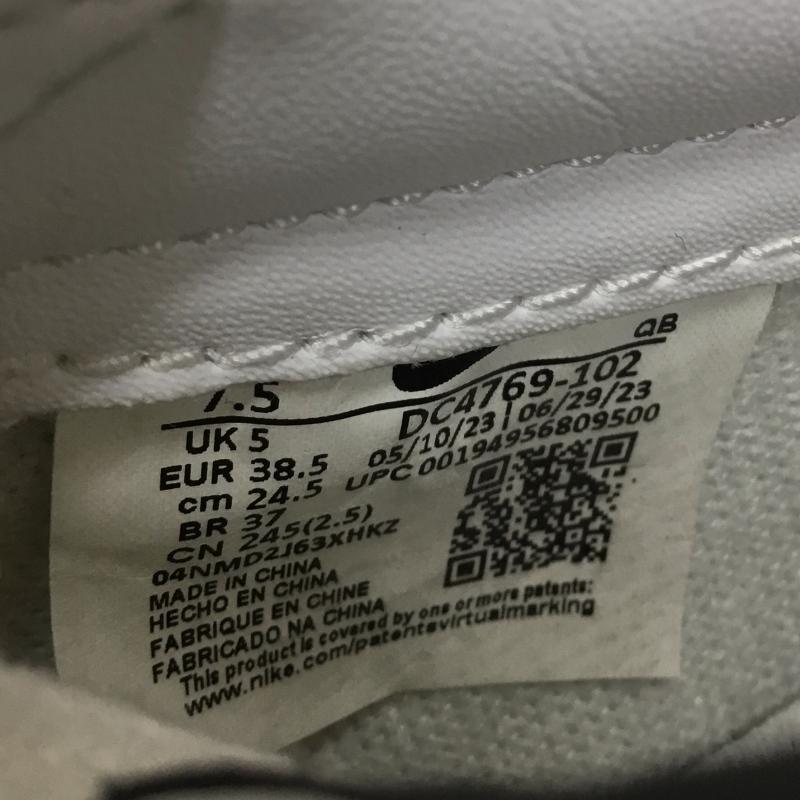 QB
7.5
DC4769-102
UK 5
05/10/23 | 06/29/23
EUR 38.5
UPC 00194956809500
cm 24.5
BR 37
CN 245(2.5)
04NMD2J63XHKZ
MADE IN CHINA
HECHO EN CHINA
FABRIQUE EN CHINE
FABRICADO NA CHINA
This product is covered by one or more patents:
www.nike.com/patentsvirtualmarking